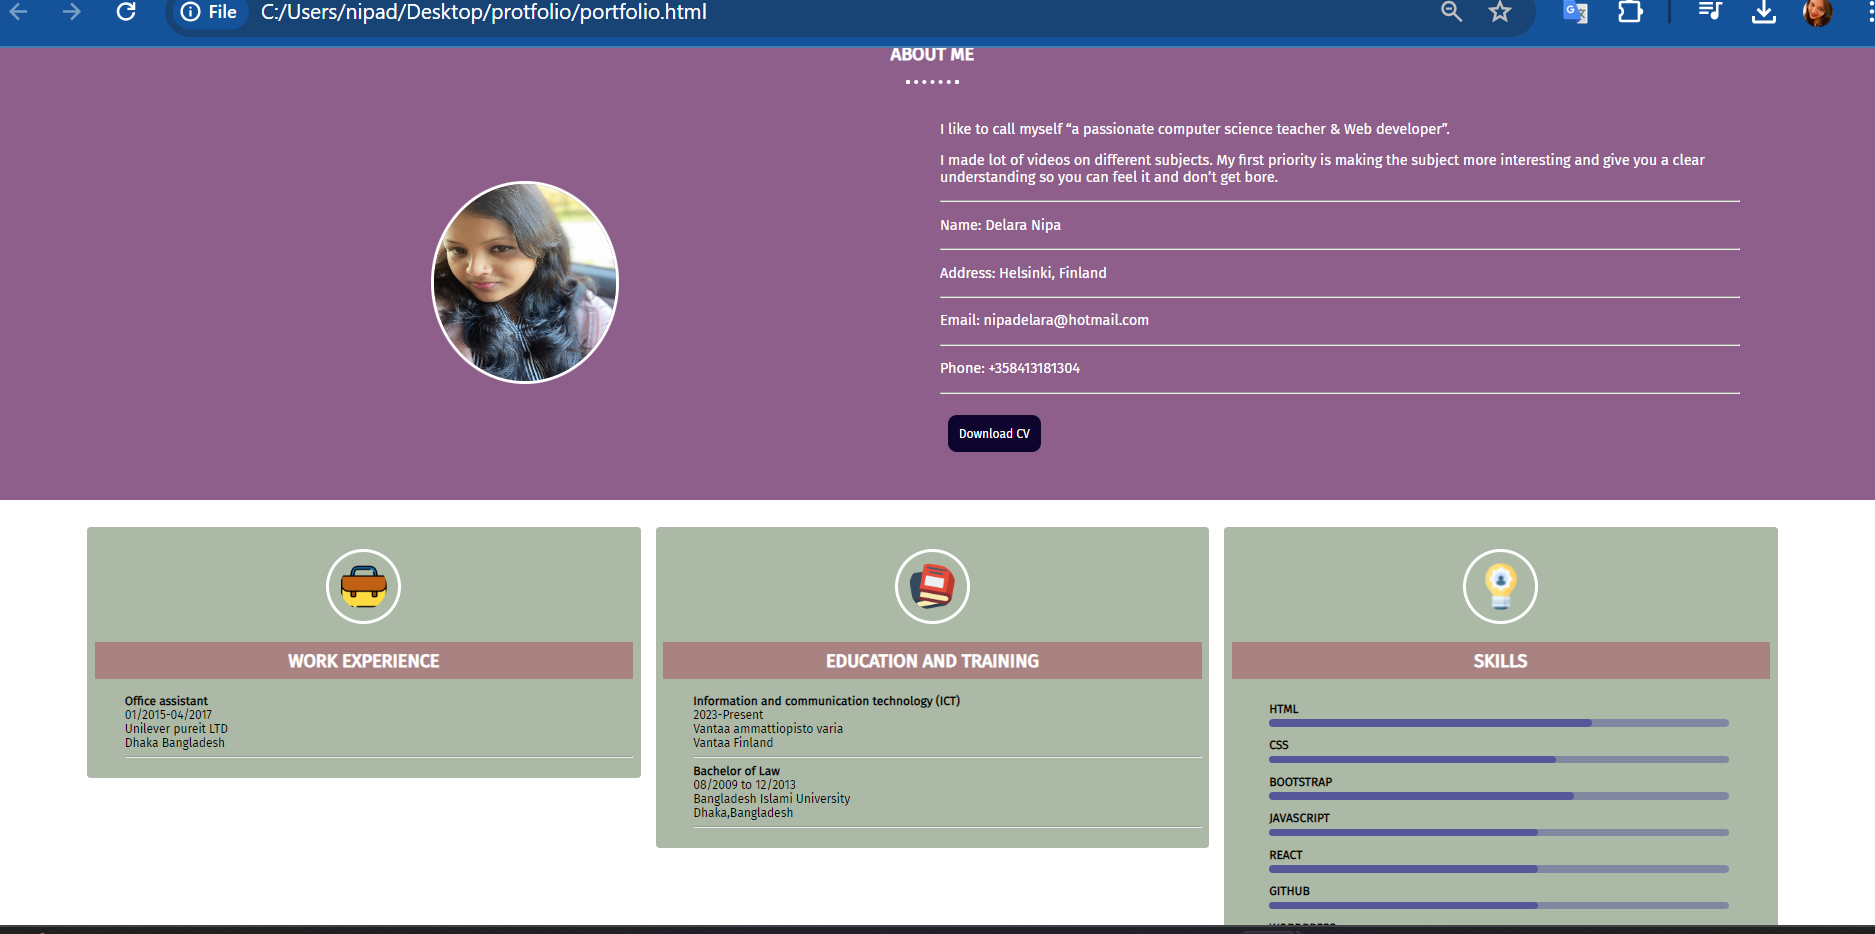 File C:/Users/nipad/Desktop/protfolio/portfolio.html
ABOUT ME
I like to call myself “a passionate computer science teacher & Web developer”.
I made lot of videos on different subjects. My first priority is making the subject more interesting and give you a clear
understanding so you can feel it and don’t get bore.
Name: Delara Nipa
Address: Helsinki, Finland
Email: nipadelara@hotmail.com
Phone: +358413181304
Download CV
WORK EXPERIENCE
Office assistant
01/2015-04/2017
Unilever pureit LTD
Dhaka Bangladesh
EDUCATION AND TRAINING
Information and communication technology (ICT)
2023-Present
Vantaa ammattiopisto varia
Vantaa Finland
Bachelor of Law
08/2009 to 12/2013
Bangladesh Islami University
Dhaka,Bangladesh
SKILLS
HTML
CSS
BOOTSTRAP
JAVASCRIPT
REACT
GITHUB